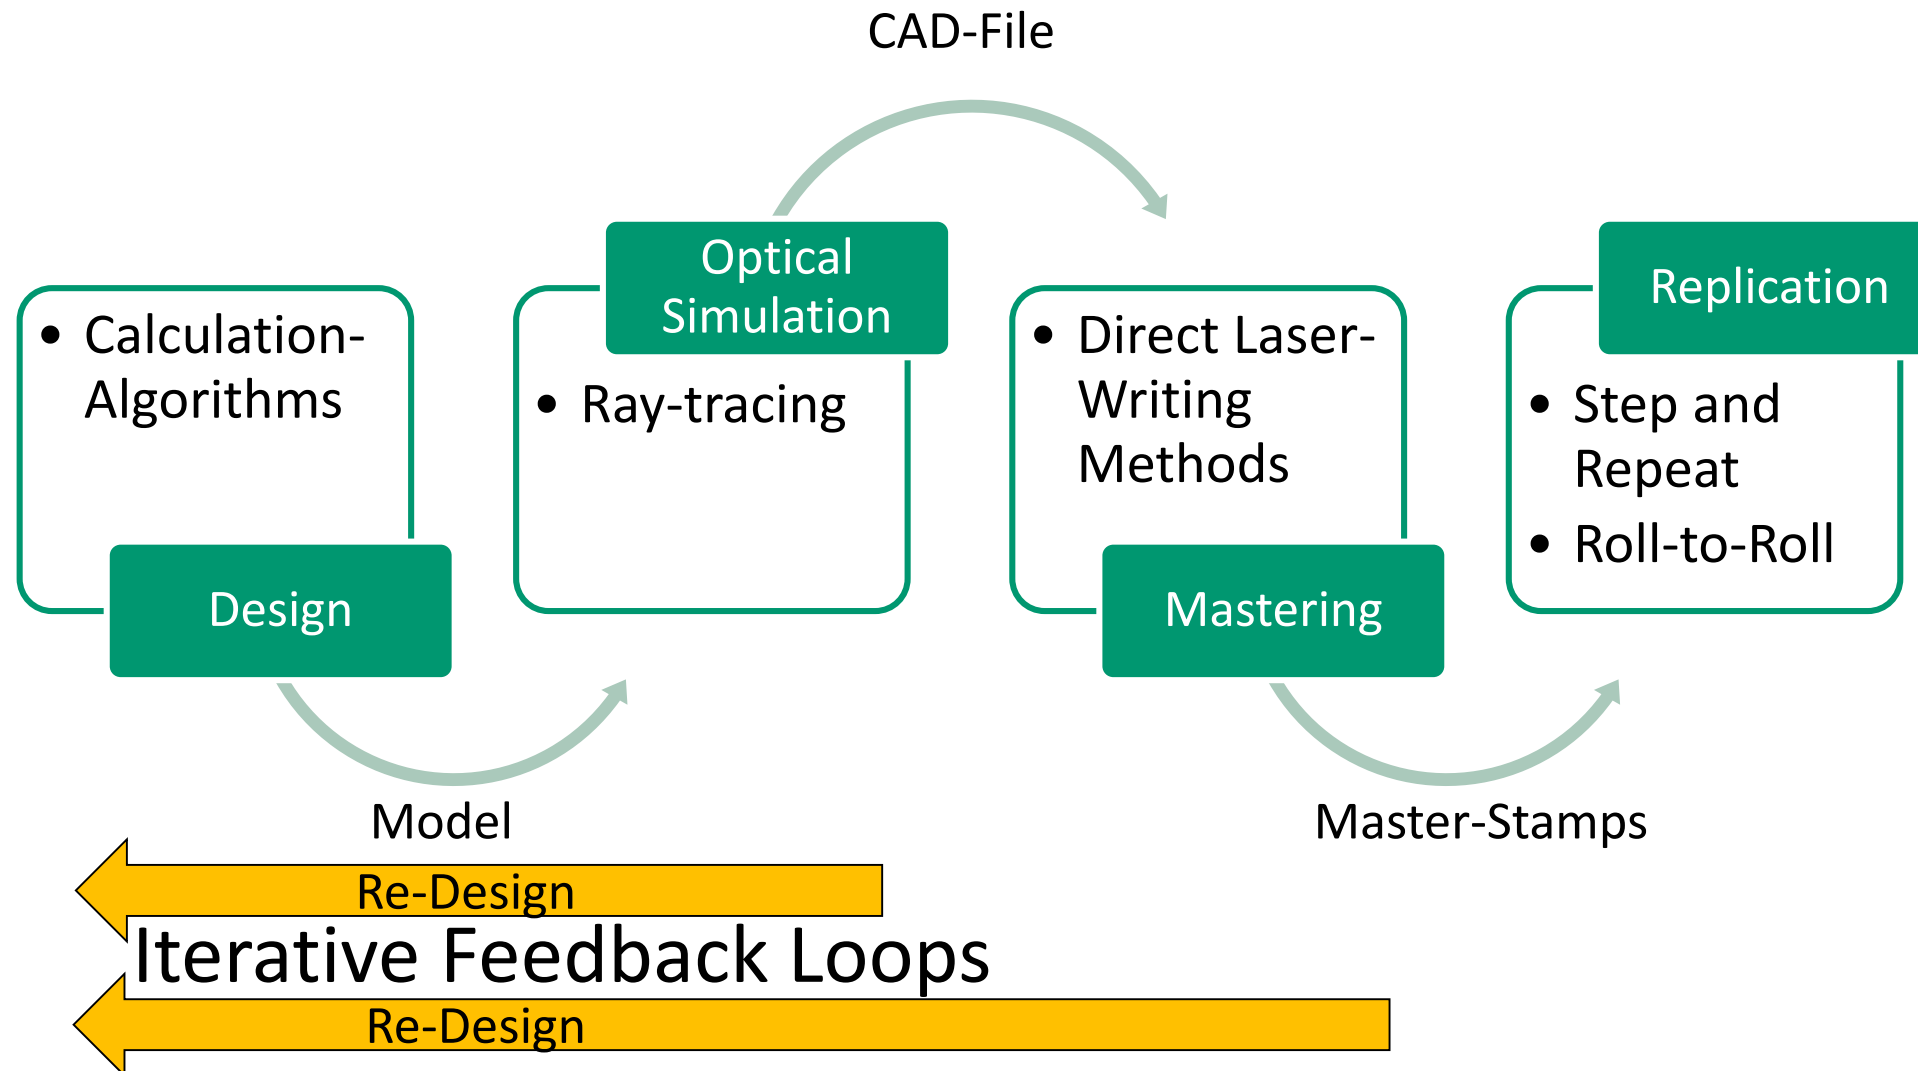 CAD-File
• Calculation-
Algorithms
Design
Optical
Simulation
• Ray-tracing
• Direct Laser-
Writing
Methods
Mastering
Replication
• Step and
Repeat
• Roll-to-Roll
Model
Master-Stamps
Re-Design
Iterative Feedback Loops
Re-Design